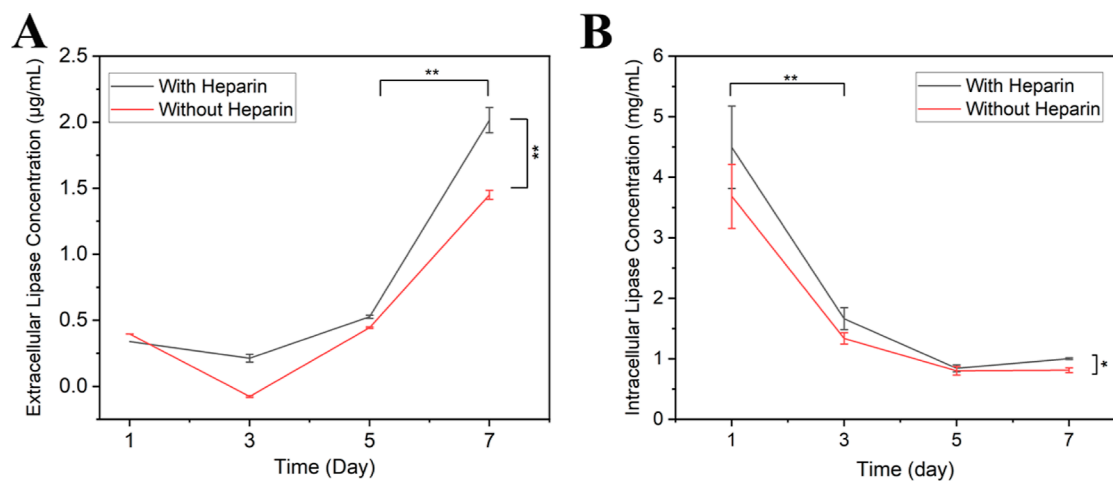 A
2.5
2.0
1.5
1.0
0.5
0.0
Extracellular Lipase Concentration (µg/mL)
With Heparin
Without Heparin
**
**
1
3
5
7
Time (Day)
B
6
5
4
3
2
1
0
Intracellular Lipase Concentration (mg/mL)
**
With Heparin
Without Heparin
*
1
3
5
7
Time (day)